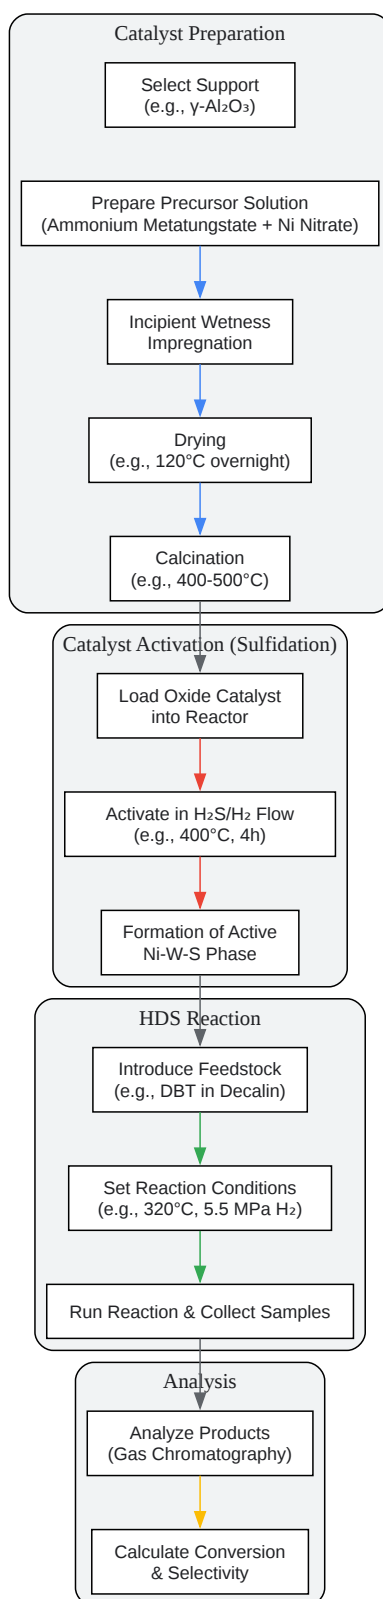 Catalyst Preparation
Select Support
(e.g., γ-Al₂O₃)
Prepare Precursor Solution
(Ammonium Metatungstate + Ni Nitrate)
Incipient Wetness
Impregnation
Drying
(e.g., 120°C overnight)
Calcination
(e.g., 400-500°C)
Catalyst Activation (Sulfidation)
Load Oxide Catalyst
into Reactor
Activate in H₂S/H₂ Flow
(e.g., 400°C, 4h)
Formation of Active
Ni-W-S Phase
HDS Reaction
Introduce Feedstock
(e.g., DBT in Decalin)
Set Reaction Conditions
(e.g., 320°C, 5.5 MPa H₂)
Run Reaction & Collect Samples
Analysis
Analyze Products
(Gas Chromatography)
Calculate Conversion
& Selectivity